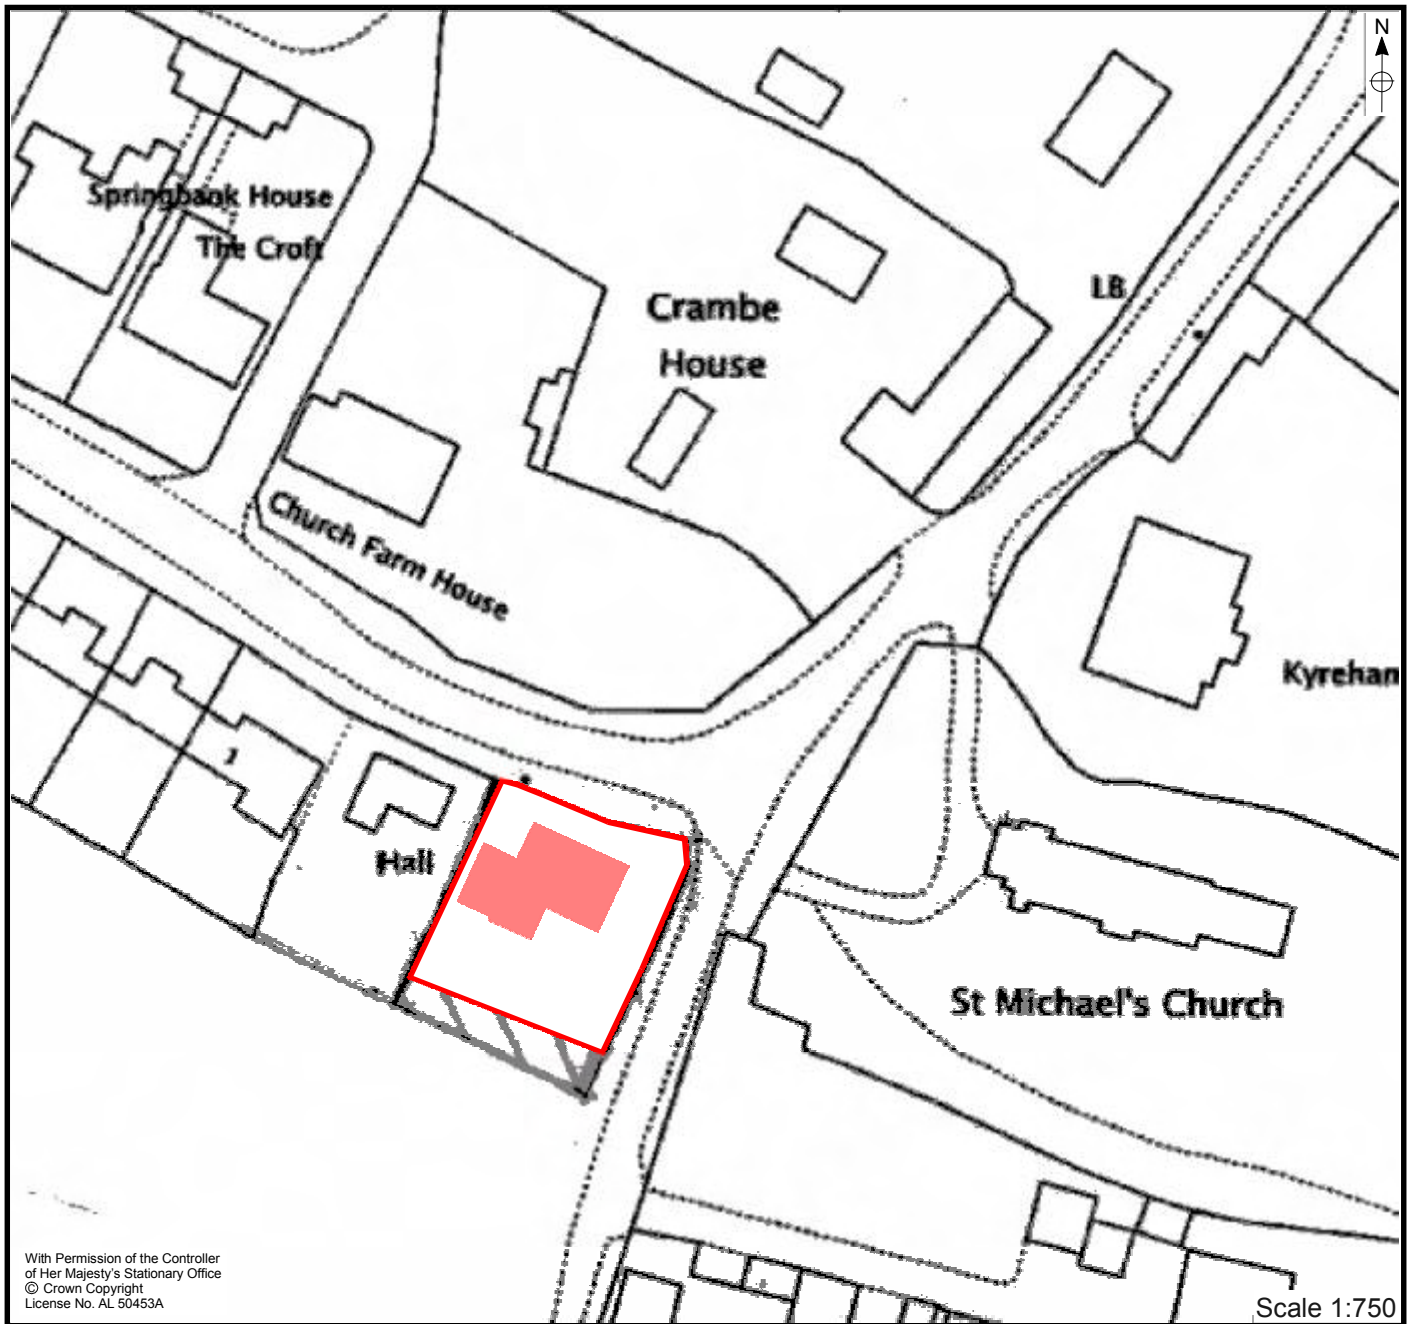 N
Springbank House
The Croft
Crambe
House
LB
Church Farm House
Kyreham
1
Hall
St Michael's Church
With Permission of the Controller
of Her Majesty's Stationary Office
© Crown Copyright
License No. AL 50453A
Scale 1:750